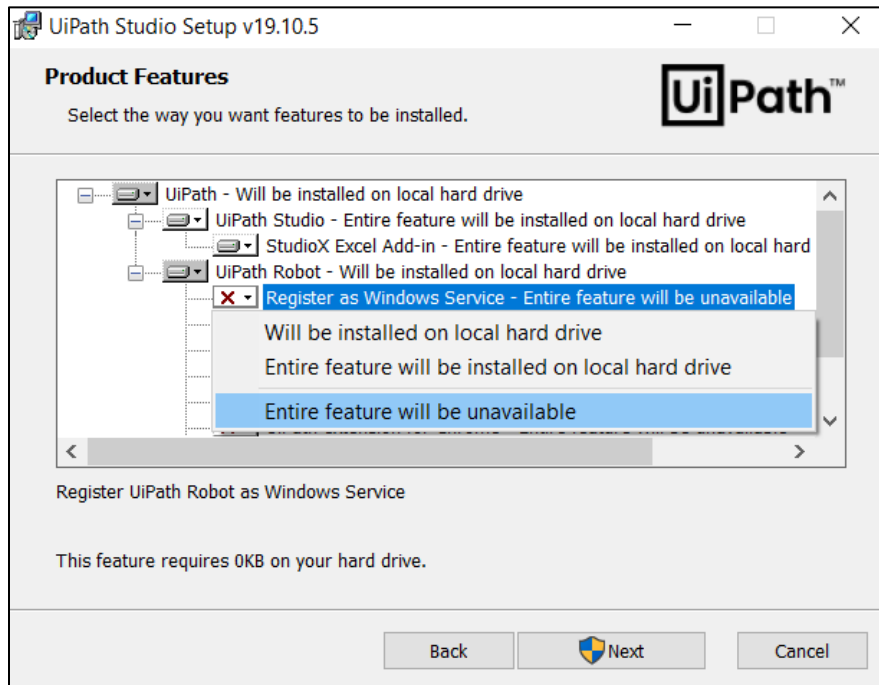 UiPath Studio Setup v19.10.5
Product Features
Select the way you want features to be installed.
UiPath™
UiPath - Will be installed on local hard drive
UiPath Studio - Entire feature will be installed on local hard drive
StudioX Excel Add-in - Entire feature will be installed on local hard
UiPath Robot - Will be installed on local hard drive
Register as Windows Service - Entire feature will be unavailable
Will be installed on local hard drive
Entire feature will be installed on local hard drive
Entire feature will be unavailable
Register UiPath Robot as Windows Service
This feature requires 0KB on your hard drive.
Back
Next
Cancel